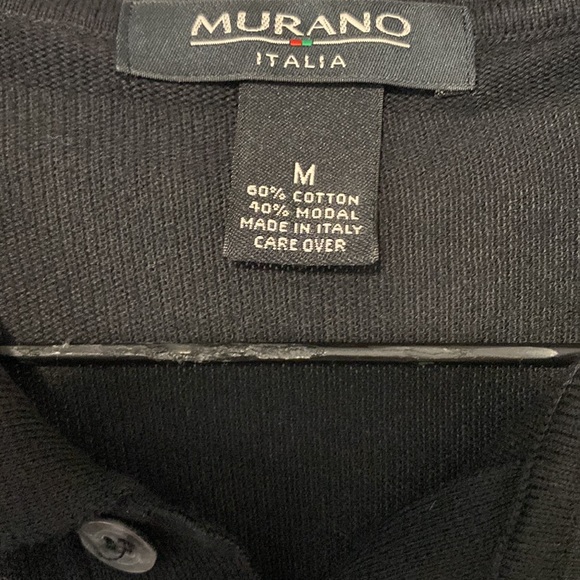 MURANO
ITALIA
M
60% COTTON
40% MODAL
MADE IN ITALY
CARE OVER